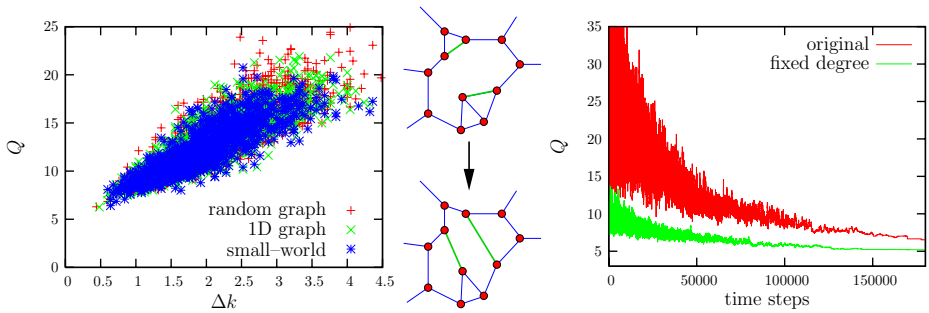 25
20
15
10
5
0
Q
random graph
1D graph
small–world
0 0.5 1 1.5 2 2.5 3 3.5 4 4.5
Δk
35
30
25
20
15
10
5
Q
original
fixed degree
50000 100000 150000
time steps